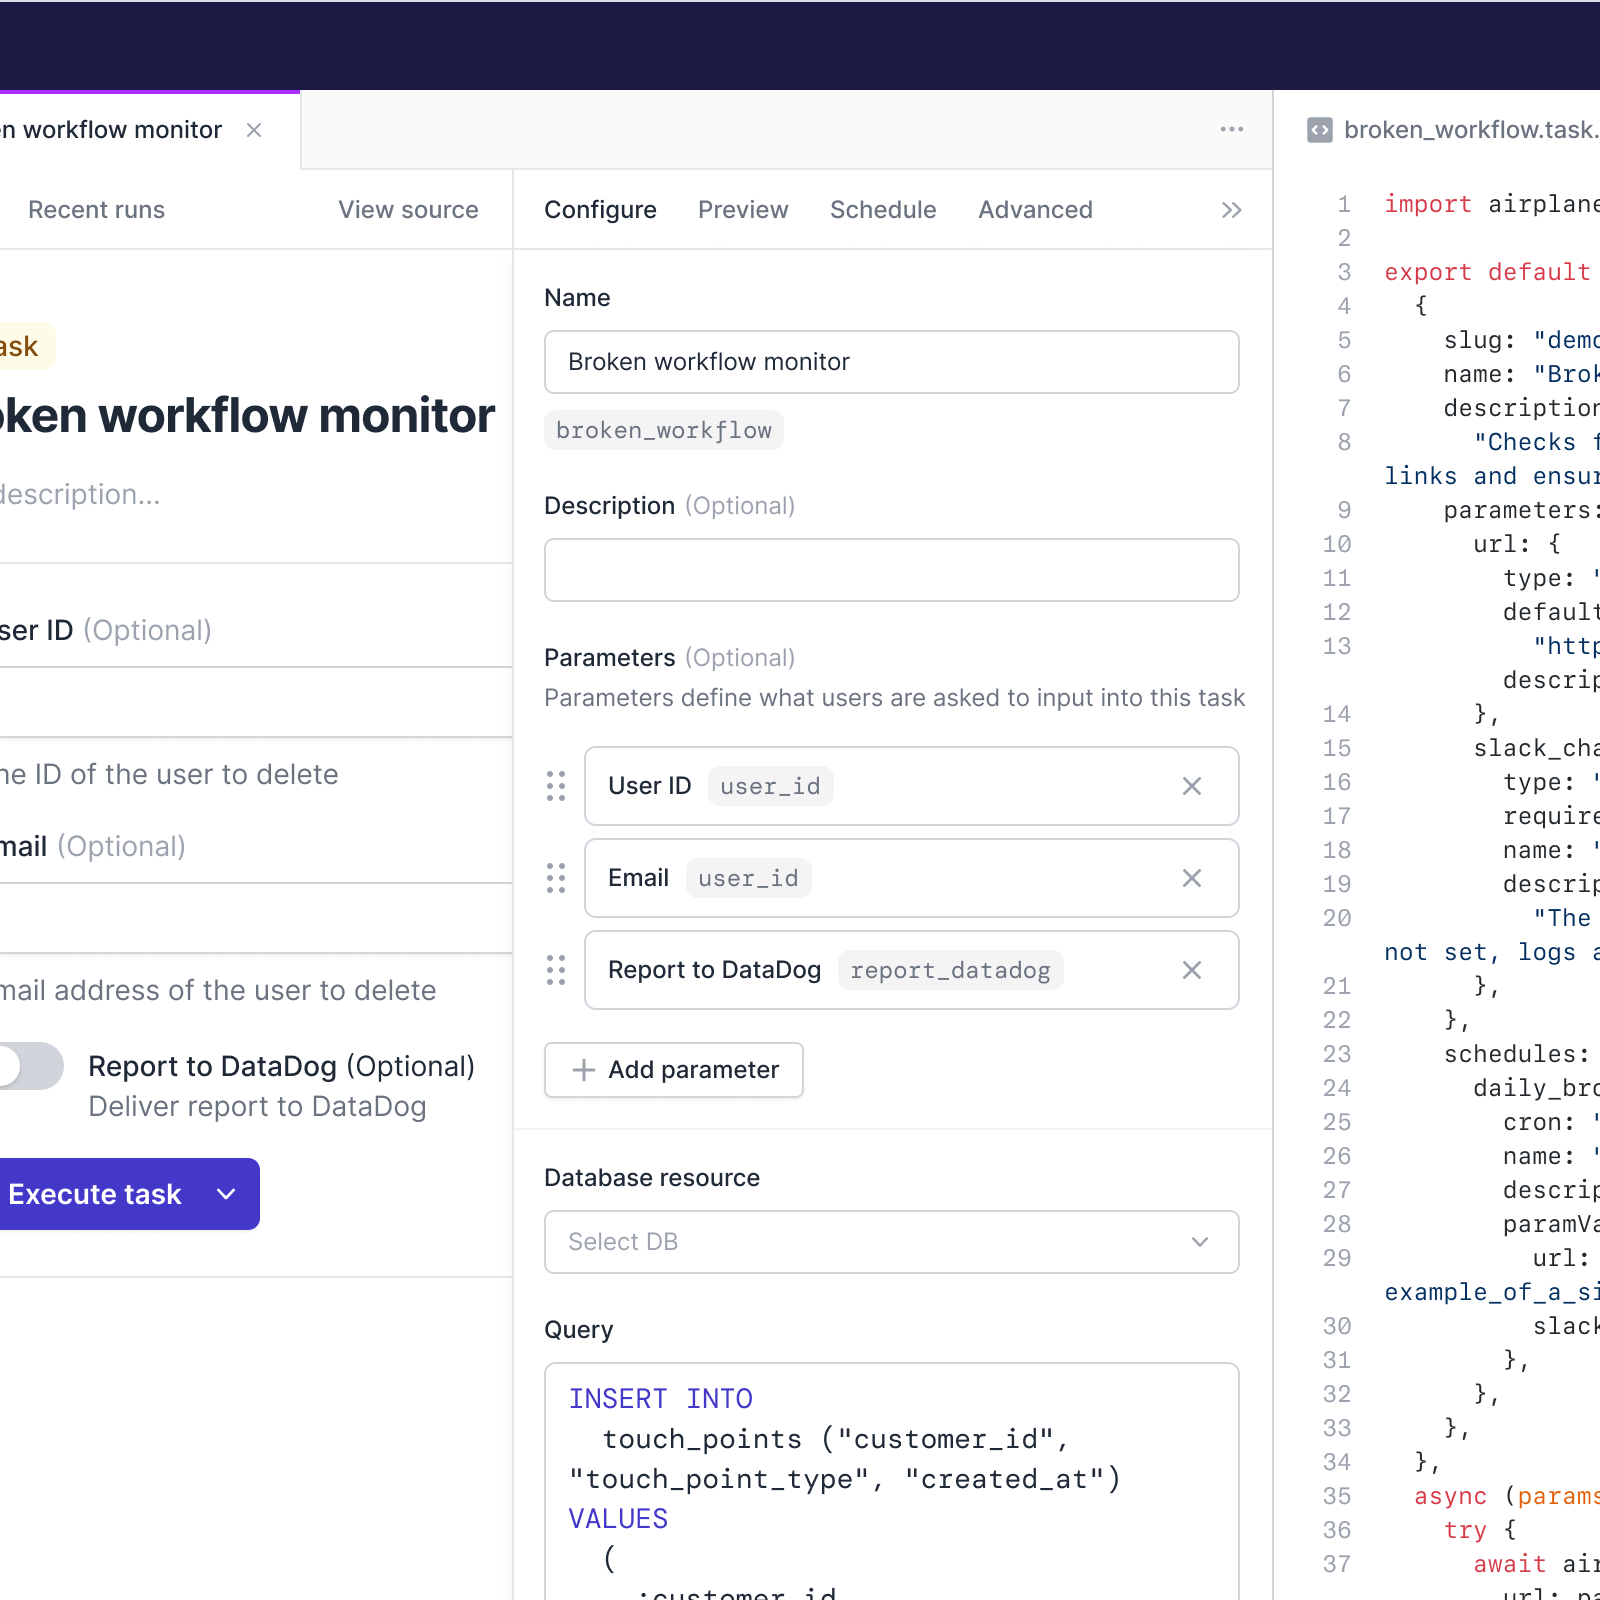 workflow monitor
Recent runs
View source
workflow monitor
description...
ID (Optional)
ID of the user to delete
(Optional)
address of the user to delete
Report to DataDog (Optional)
Deliver report to DataDog
Execute task
Configure
Preview
Schedule
Advanced
Name
Broken workflow monitor
broken_workflow
Description (Optional)
Parameters (Optional)
Parameters define what users are asked to input into this task
User ID user_id
Email user_id
Report to DataDog report_datadog
Add parameter
Database resource
Select DB
Query
INSERT INTO
touch_points ("customer_id",
"touch_point_type", "created_at")
VALUES
(
:customer_id
broken_workflow.task.
1 import airplane
2
3 export default
4 {
5 slug: "demo
6 name: "Brok
7 description
8 "Checks f
links and ensur
9 parameters:
10 url: {
11 type: "
12 default
13 "http
descrip
14 },
15 slack_cha
16 type: "
17 require
18 name: "
19 descrip
20 "The
not set, logs a
21 },
22 },
23 schedules:
24 daily_bro
25 cron: "
26 name: "
27 descrip
28 paramVa
29 url:
example_of_a_si
30 slack
31 },
32 },
33 },
34 },
35 async (params
36 try {
37 await air
url: pa